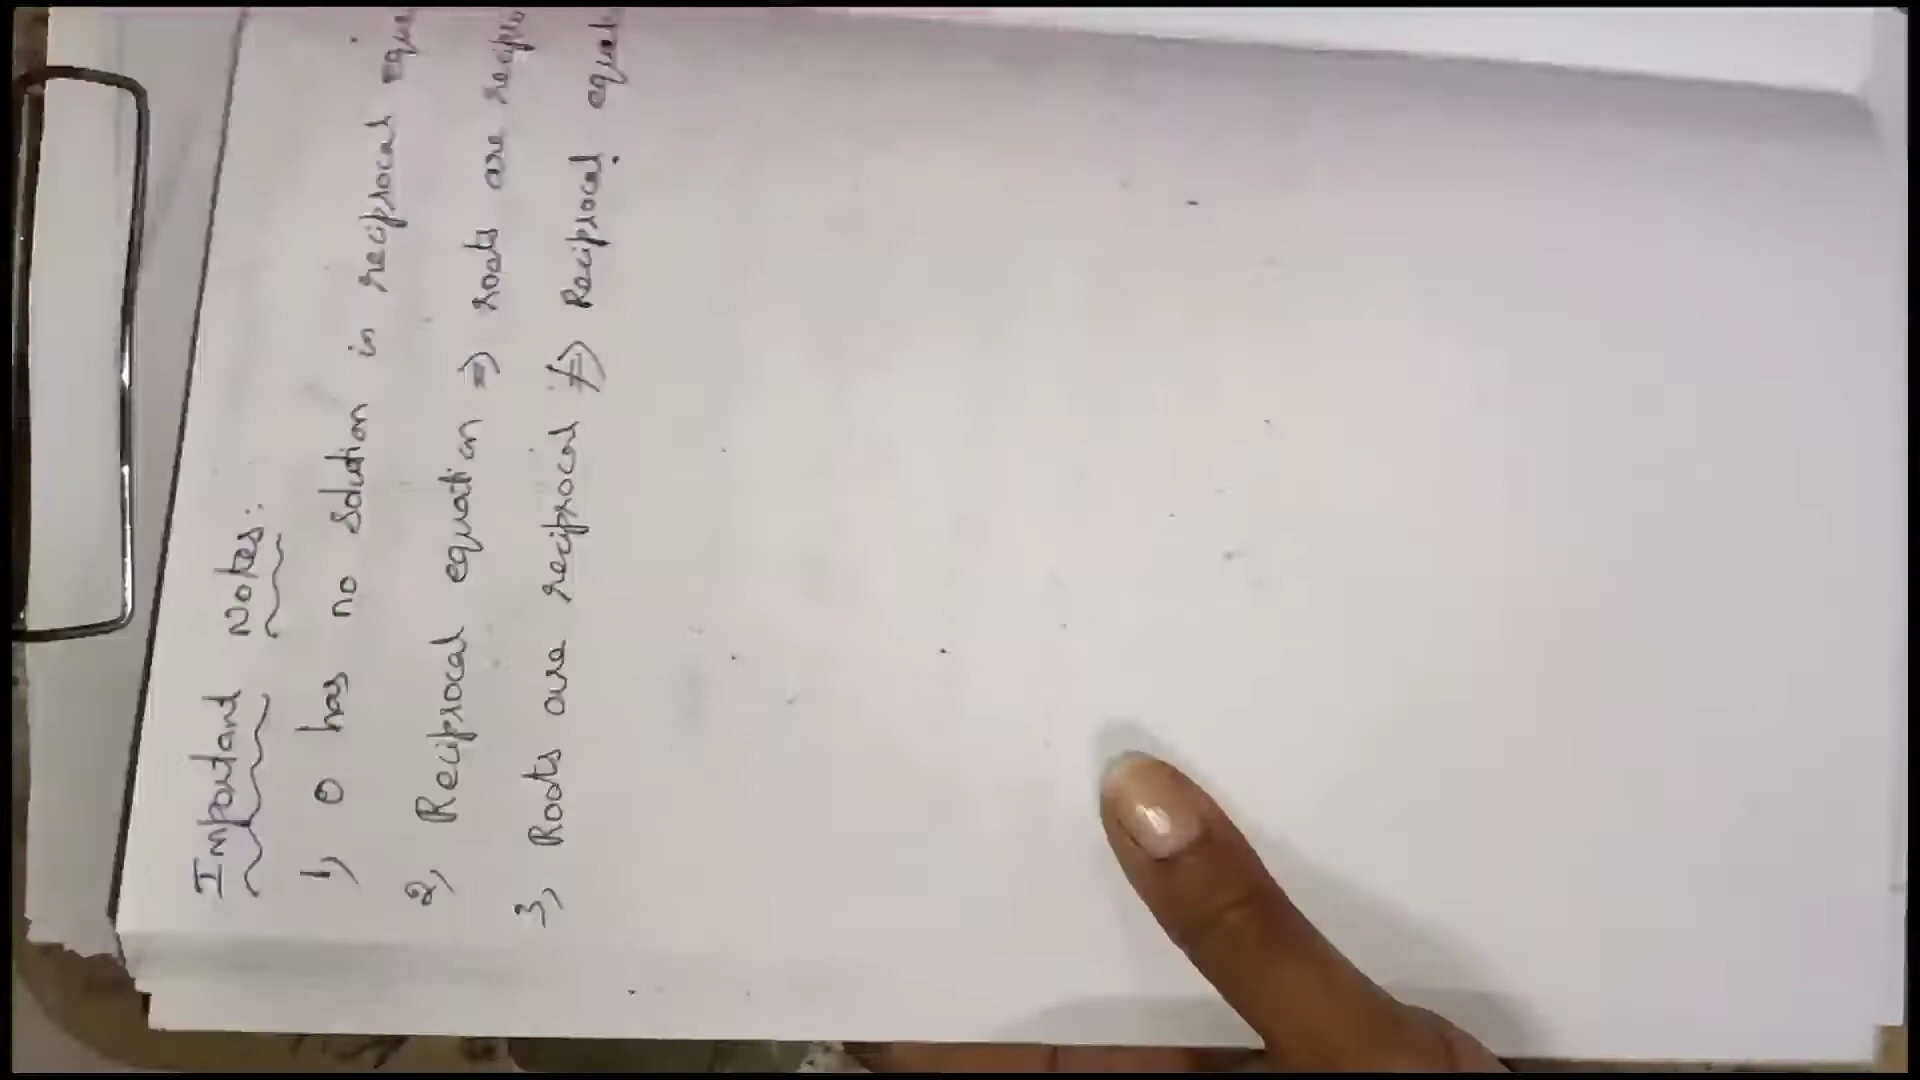 Important Notes:
1, 0 has no solution in reciprocal
2, Reciprocal equation ⇒ roots are
3, Roots are reciprocal ⇏ Reciprocal